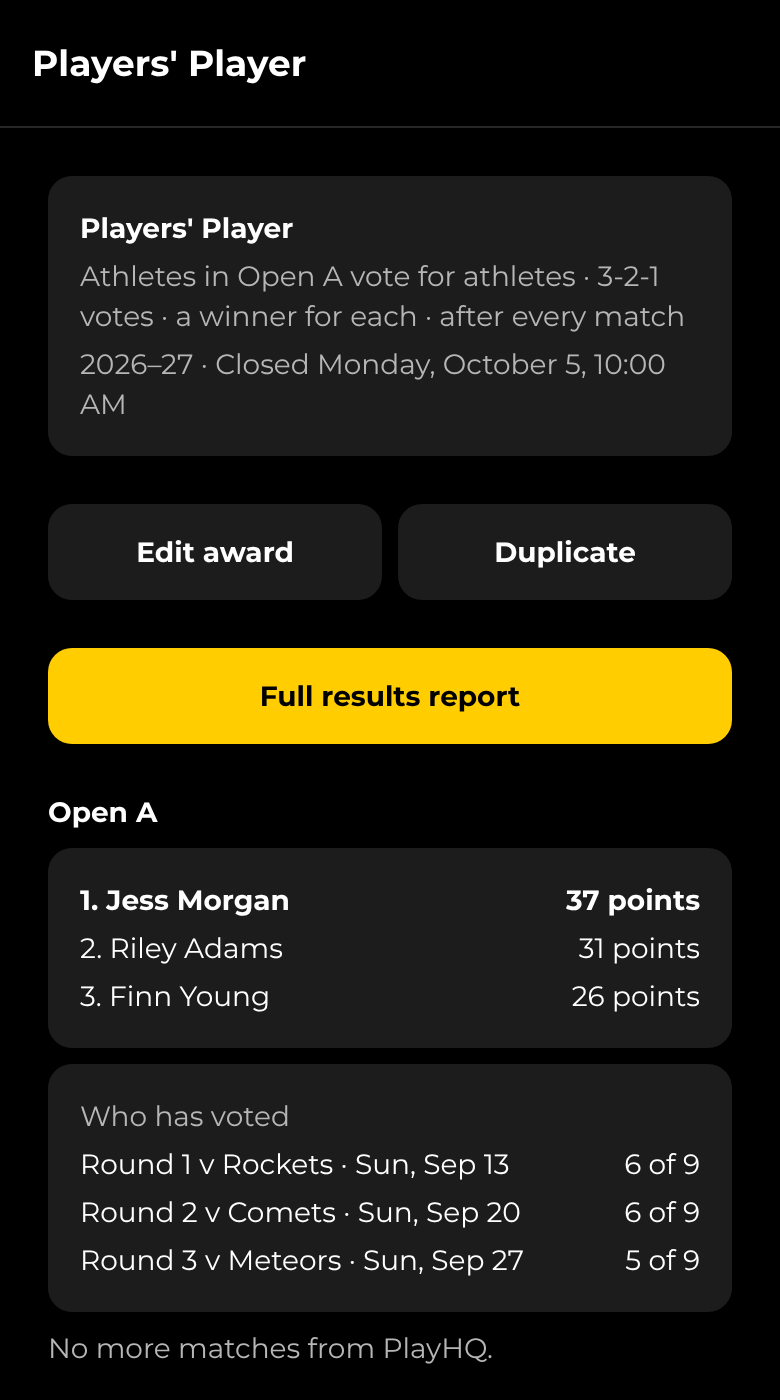 Players' Player
Players' Player
Athletes in Open A vote for athletes · 3-2-1
votes · a winner for each · after every match
2026–27 · Closed Monday, October 5, 10:00
AM
Edit award
Duplicate
Full results report
Open A
1. Jess Morgan 37 points
2. Riley Adams 31 points
3. Finn Young 26 points
Who has voted
Round 1 v Rockets · Sun, Sep 13 6 of 9
Round 2 v Comets · Sun, Sep 20 6 of 9
Round 3 v Meteors · Sun, Sep 27 5 of 9
No more matches from PlayHQ.